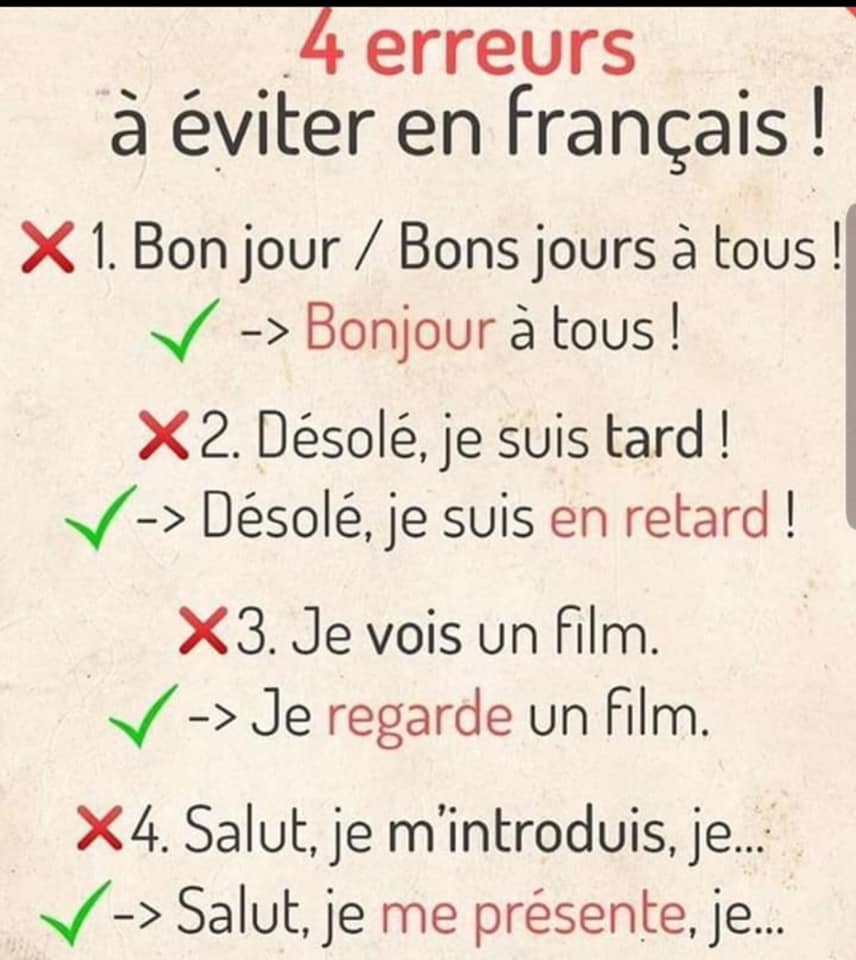 4 erreurs
à éviter en français !
❌ 1. Bon jour / Bons jours à tous !
✔ -> Bonjour à tous !
❌ 2. Désolé, je suis tard !
✔ -> Désolé, je suis en retard !
❌ 3. Je vois un film.
✔ -> Je regarde un film.
❌ 4. Salut, je m'introduis, je...
✔ -> Salut, je me présente, je...